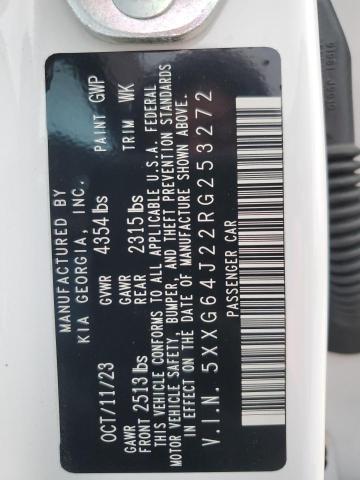 MANUFACTURED BY
KIA GEORGIA, INC.
OCT/11/23 GVWR 4354 lbs PAINT GWP
GAWR FRONT 2513 lbs GAWR REAR 2315 lbs TRIM WK
THIS VEHICLE CONFORMS TO ALL APPLICABLE U.S.A. FEDERAL
MOTOR VEHICLE SAFETY, BUMPER, AND THEFT PREVENTION STANDARDS
IN EFFECT ON THE DATE OF MANUFACTURE SHOWN ABOVE.
V.I.N. 5XXG64J22RG253272
PASSENGER CAR